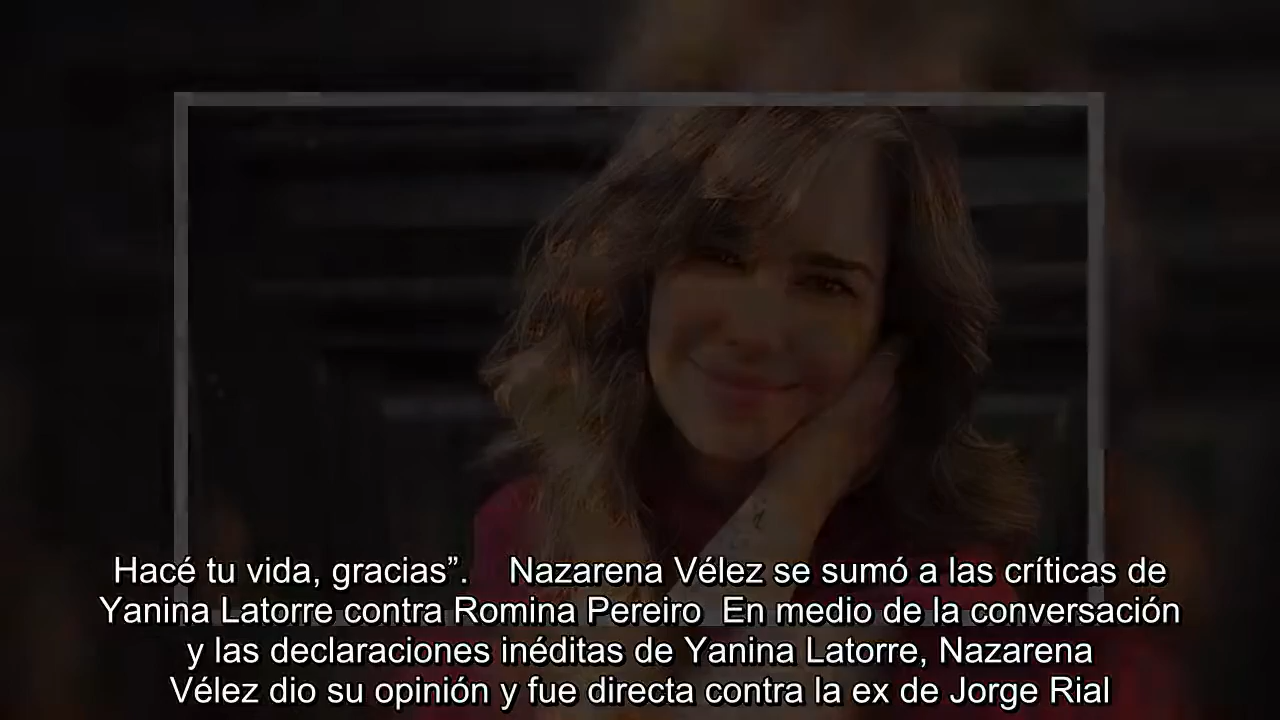 Hacé tu vida, gracias”.    Nazarena Vélez se sumó a las críticas de
Yanina Latorre contra Romina Pereiro  En medio de la conversación
y las declaraciones inéditas de Yanina Latorre, Nazarena
Vélez dio su opinión y fue directa contra la ex de Jorge Rial